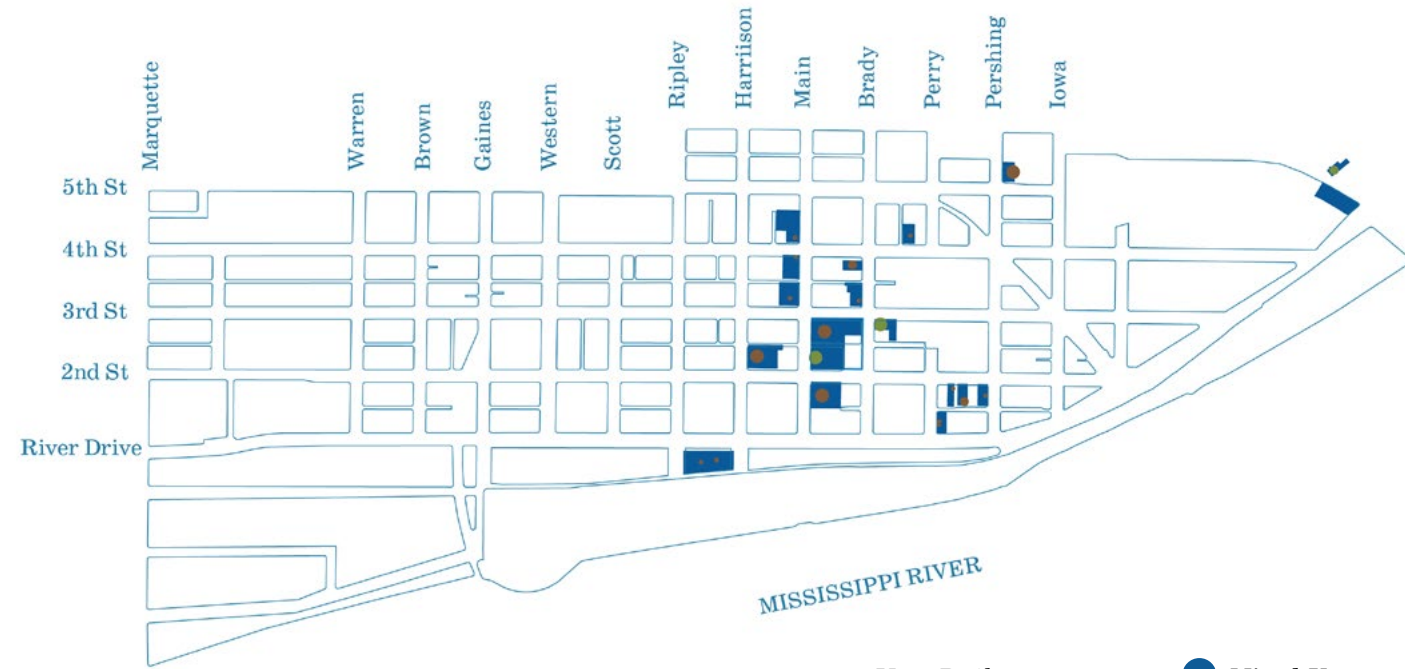 Marquette
Warren
Brown
Gaines
Western
Scott
Ripley
Harriison
Main
Brady
Perry
Pershing
Iowa
5th St
4th St
3rd St
2nd St
River Drive
MISSISSIPPI RIVER